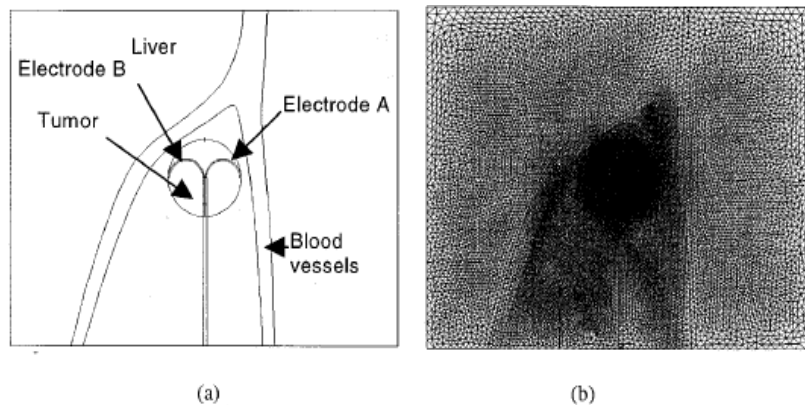 Liver
Electrode B
Electrode A
Tumor
Blood
vessels
(a)
(b)